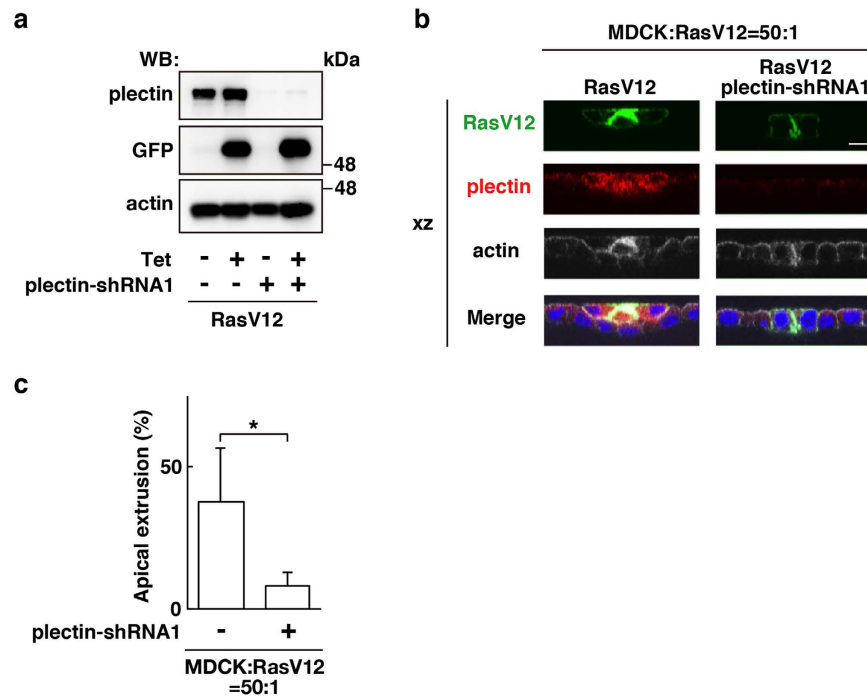 a
WB:
kDa
plectin
GFP
48
48
actin
Tet - + - +
plectin-shRNA1 - - + +
RasV12
b
MDCK:RasV12=50:1
RasV12
RasV12
plectin-shRNA1
RasV12
plectin
xz
actin
Merge
c
Apical extrusion (%)
*
50
0
plectin-shRNA1 - +
MDCK:RasV12
=50:1